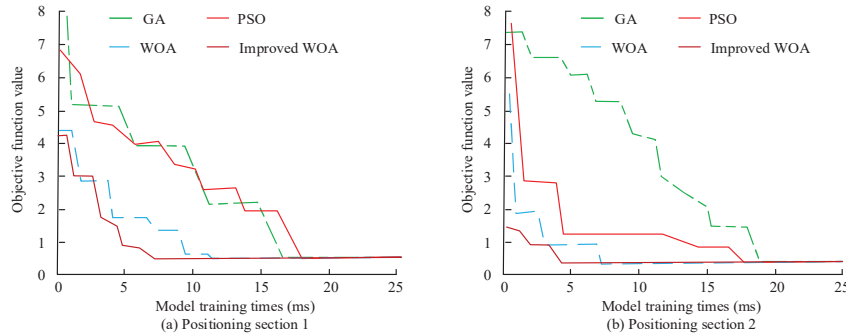 GA
PSO
WOA
Improved WOA
Objective function value
8
7
6
5
4
3
2
1
0
0 5 10 15 20 25
Model training times (ms)
(a) Positioning section 1
GA
PSO
WOA
Improved WOA
Objective function value
8
7
6
5
4
3
2
1
0
0 5 10 15 20 25
Model training times (ms)
(b) Positioning section 2